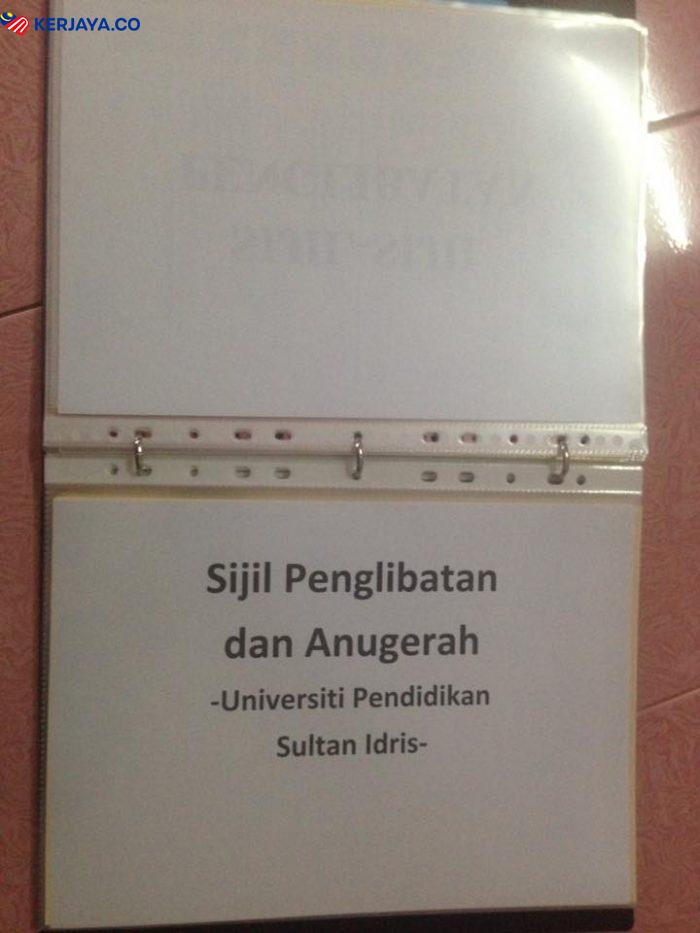 KERJAYA.CO
Sijil Penglibatan
dan Anugerah
-Universiti Pendidikan
Sultan Idris-